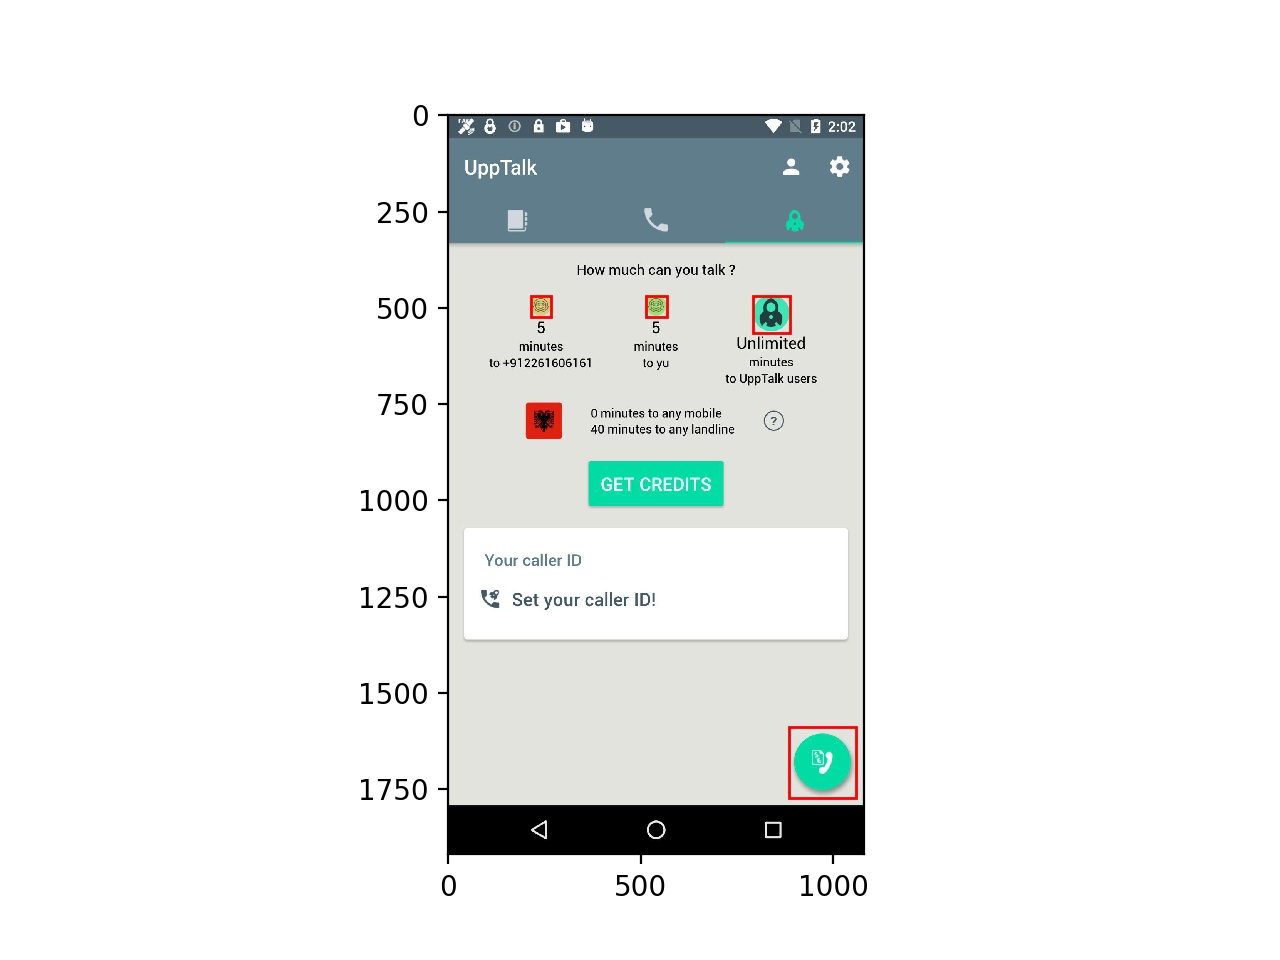 0
2:02
UppTalk
250
How much can you talk ?
500
5
5
Unlimited
minutes
minutes
minutes
to +912261606161
to yu
to UppTalk users
750
0 minutes to any mobile
40 minutes to any landline
?
1000
GET CREDITS
Your caller ID
1250
Set your caller ID!
1500
1750
0
500
1000